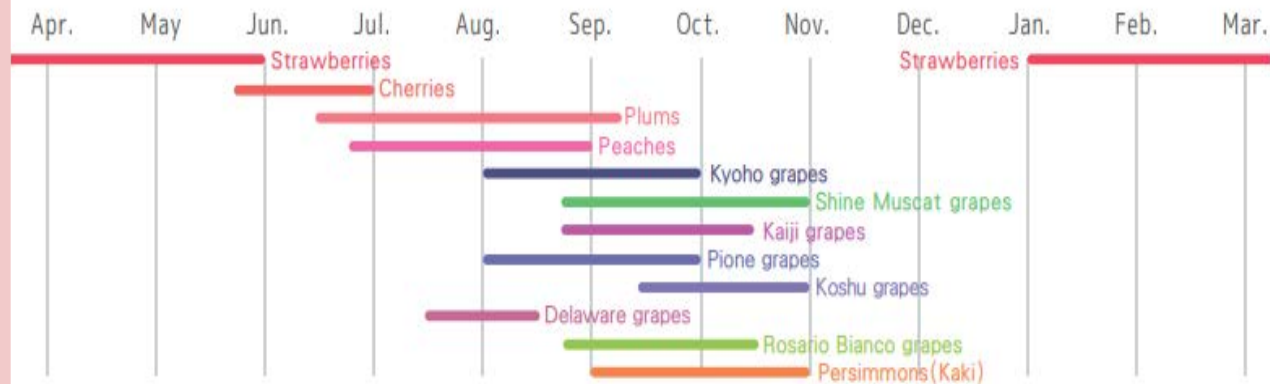 Apr. May Jun. Jul. Aug. Sep. Oct. Nov. Dec. Jan. Feb. Mar.
Strawberries Strawberries
Cherries
Plums
Peaches
Kyoho grapes
Shine Muscat grapes
Kaiji grapes
Pione grapes
Koshu grapes
Delaware grapes
Rosario Bianco grapes
Persimmons(Kaki)